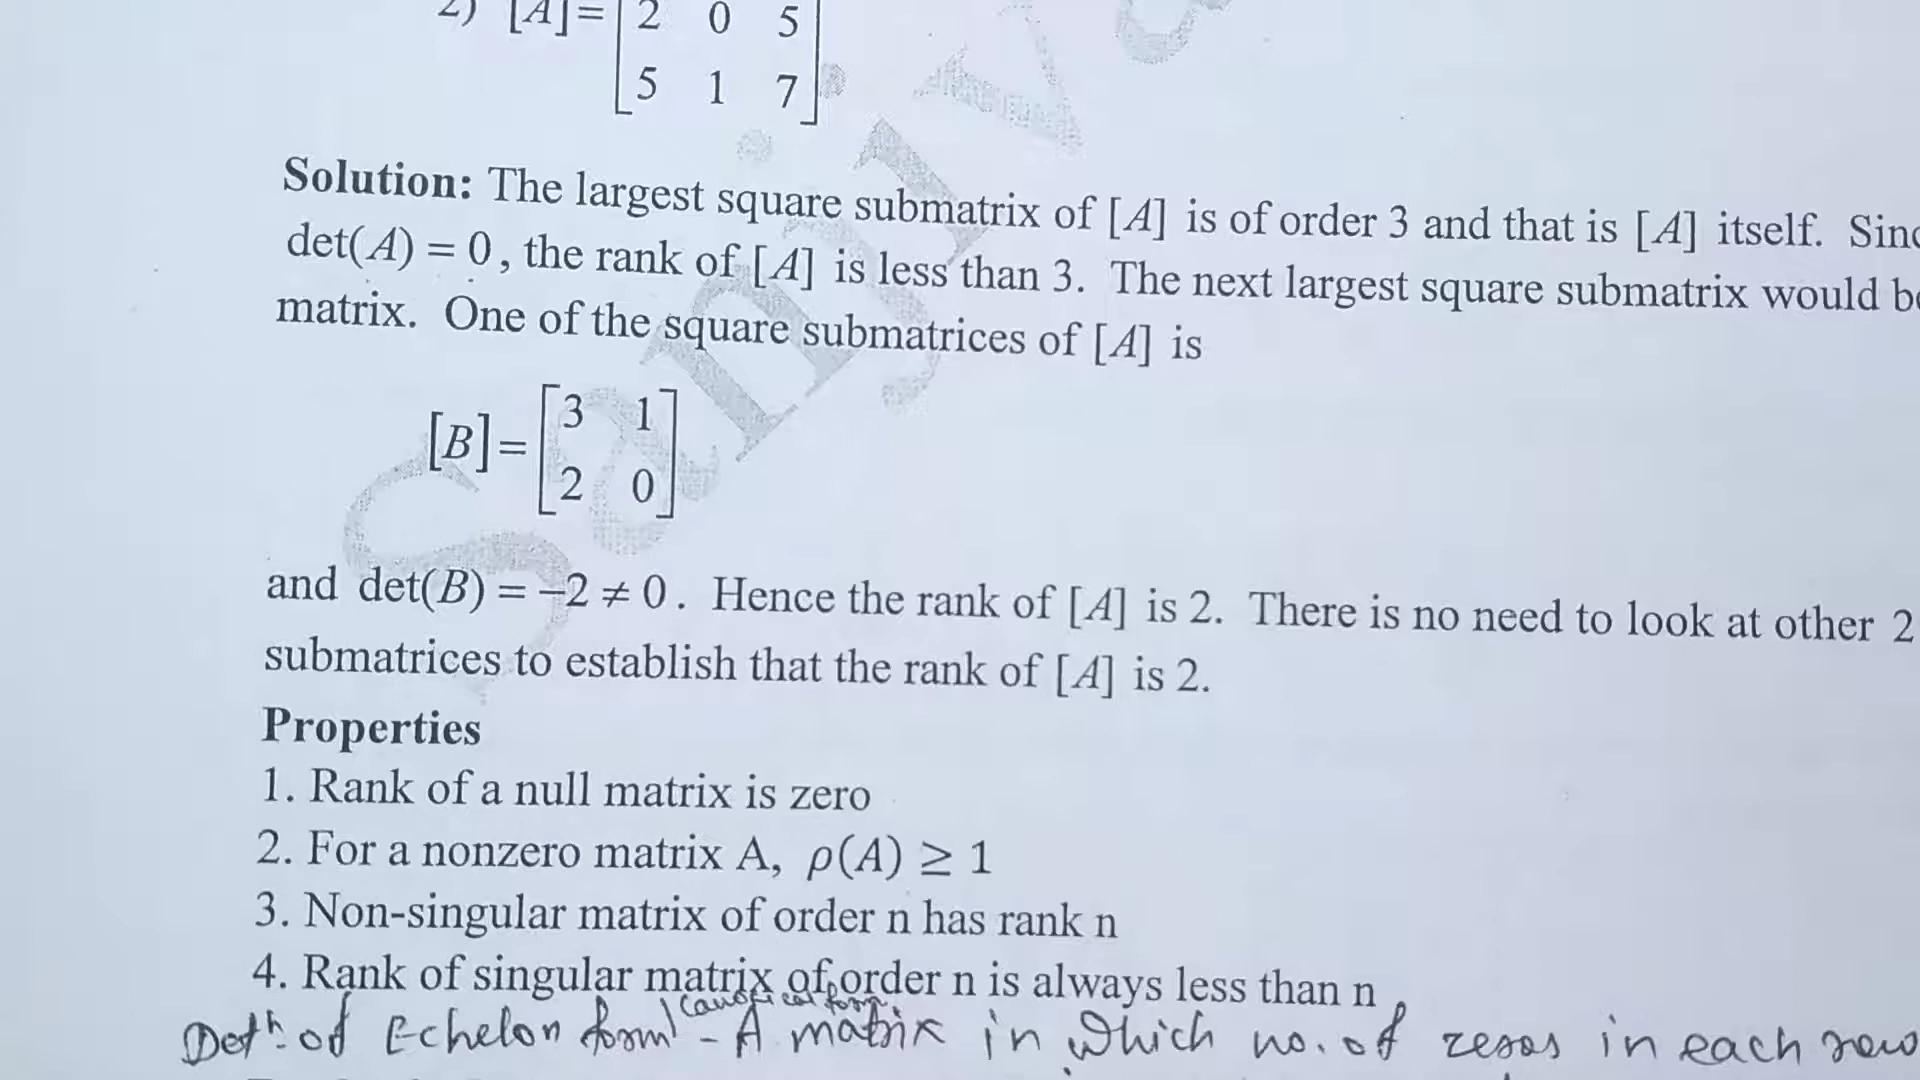 2) [A]= 2 0 5
5 1 7
Solution: The largest square submatrix of [A] is of order 3 and that is [A] itself. Sinc
det(A) = 0, the rank of [A] is less than 3. The next largest square submatrix would be
matrix. One of the square submatrices of [A] is
[B]= [3 1
2 0]
and det(B) = −2 ≠ 0. Hence the rank of [A] is 2. There is no need to look at other 2
submatrices to establish that the rank of [A] is 2.
Properties
1. Rank of a null matrix is zero
2. For a nonzero matrix A, ρ(A) ≥ 1
3. Non-singular matrix of order n has rank n
4. Rank of singular matrix of order n is always less than n
Defn. of Echelon form/Canonical form - A matrix in which no. of zeros in each row